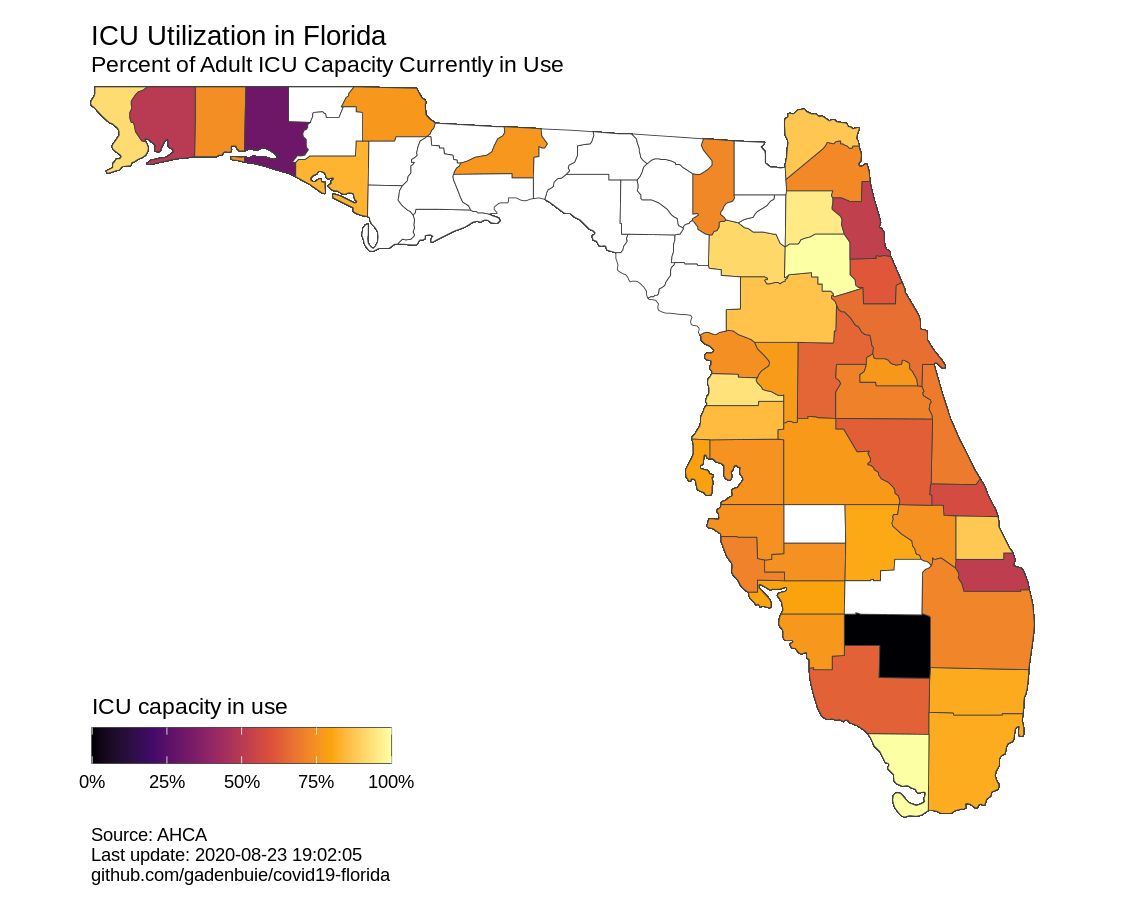 ICU Utilization in Florida
Percent of Adult ICU Capacity Currently in Use
ICU capacity in use
0% 25% 50% 75% 100%
Source: AHCA
Last update: 2020-08-23 19:02:05
github.com/gadenbuie/covid19-florida